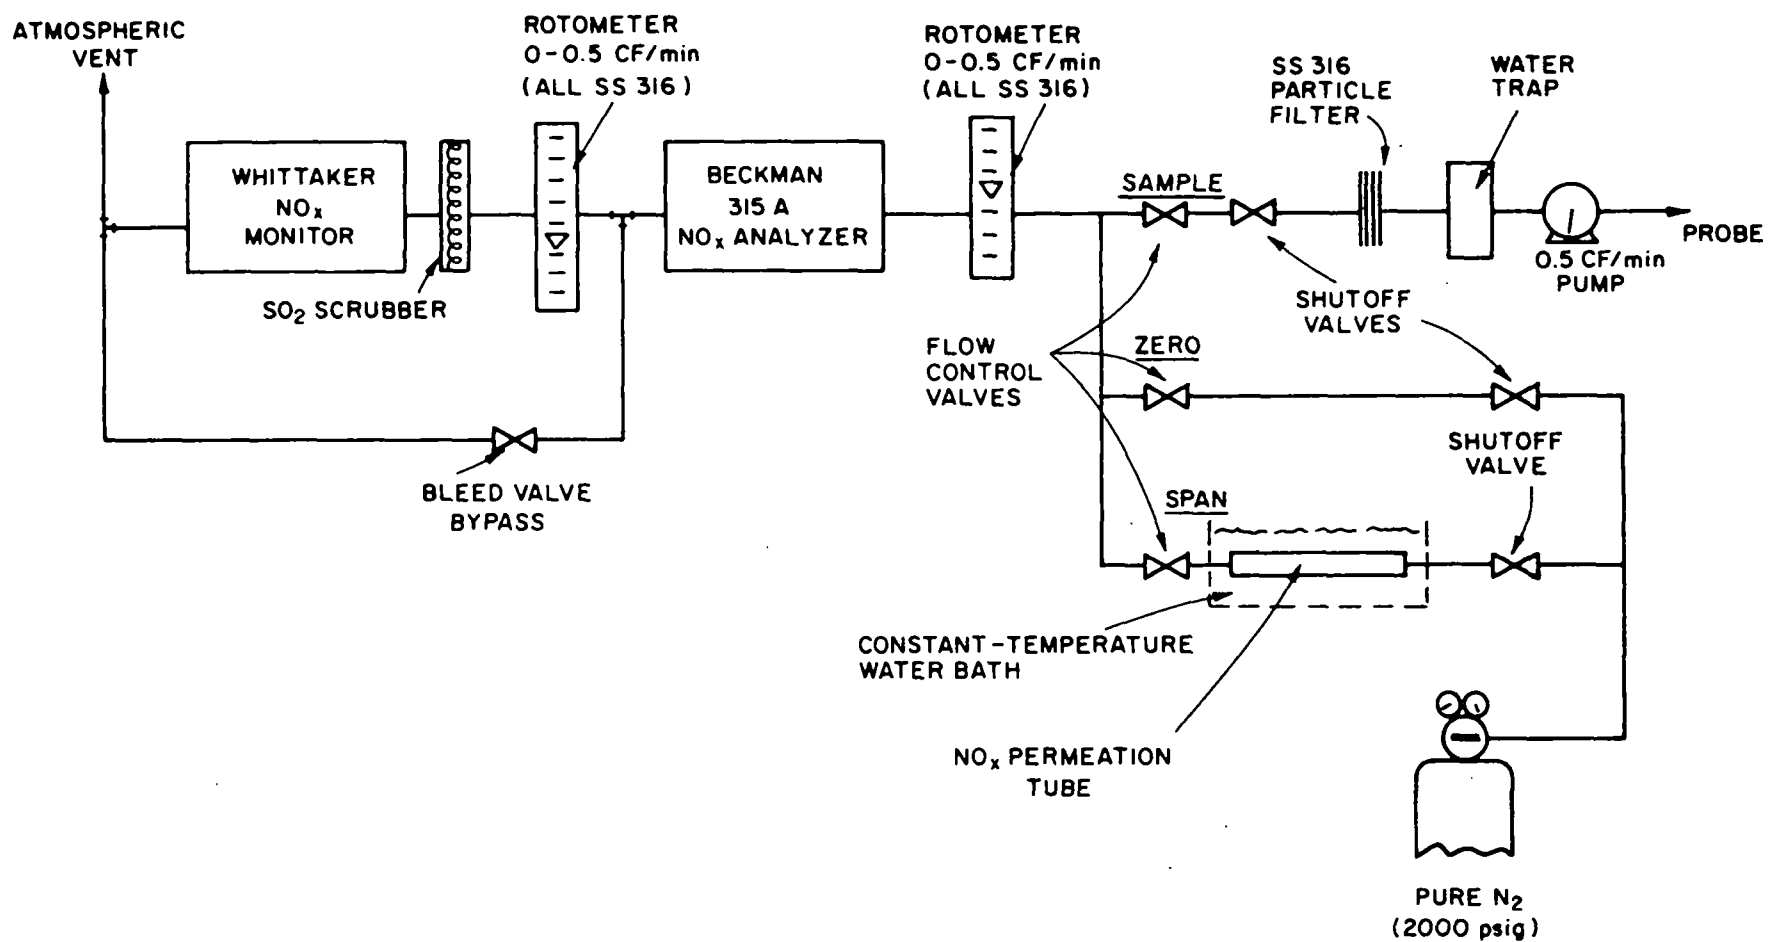 ATMOSPHERIC
VENT
ROTOMETER
0-0.5 CF/min
(ALL SS 316)
ROTOMETER
0-0.5 CF/min
(ALL SS 316)
SS 316
PARTICLE
FILTER
WATER
TRAP
WHITTAKER
NOx
MONITOR
BECKMAN
315 A
NOx ANALYZER
SAMPLE
PROBE
0.5 CF/min
PUMP
SO2 SCRUBBER
SHUTOFF
VALVES
FLOW
CONTROL
VALVES
ZERO
SHUTOFF
VALVE
BLEED VALVE
BYPASS
SPAN
CONSTANT-TEMPERATURE
WATER BATH
NOx PERMEATION
TUBE
PURE N2
(2000 psig)